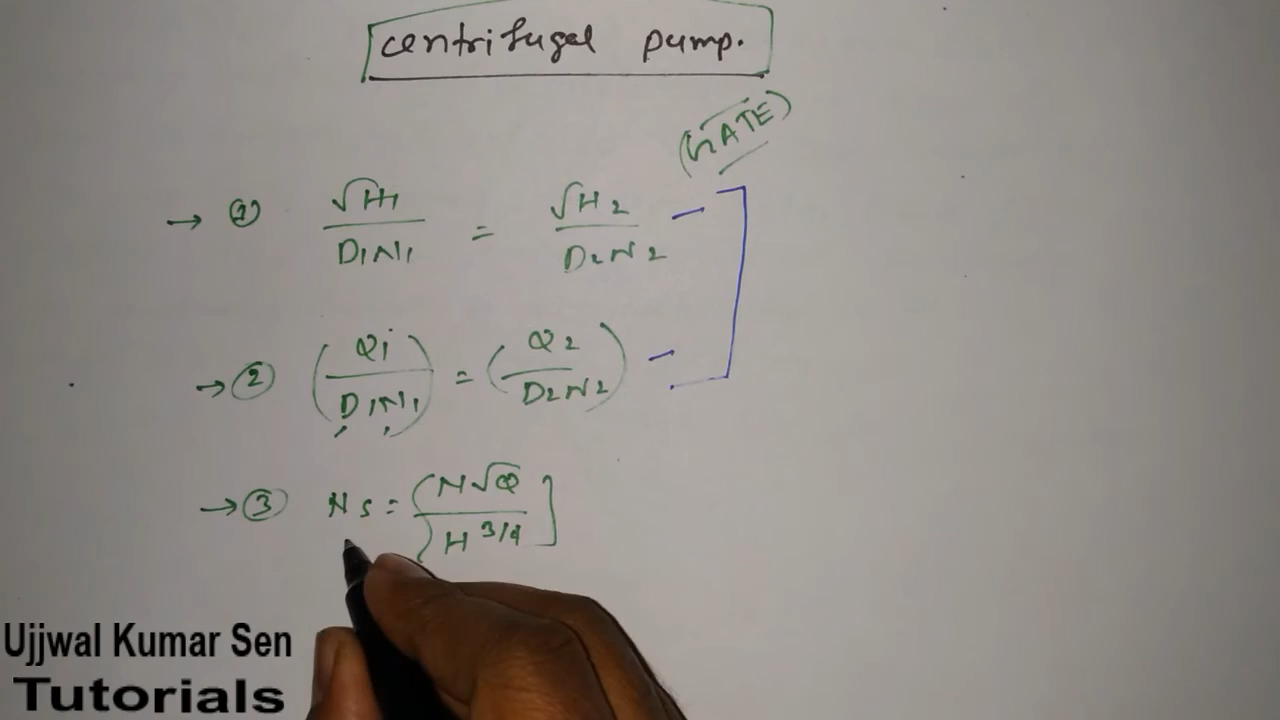 centrifugal pump.
(GATE)
→ ① √H1/D1N1 = √H2/D2N2
→ ② (Q1/D1N1) = (Q2/D2N2)
→ ③ Ns = [N√Q/H^3/4]
Ujjwal Kumar Sen
Tutorials